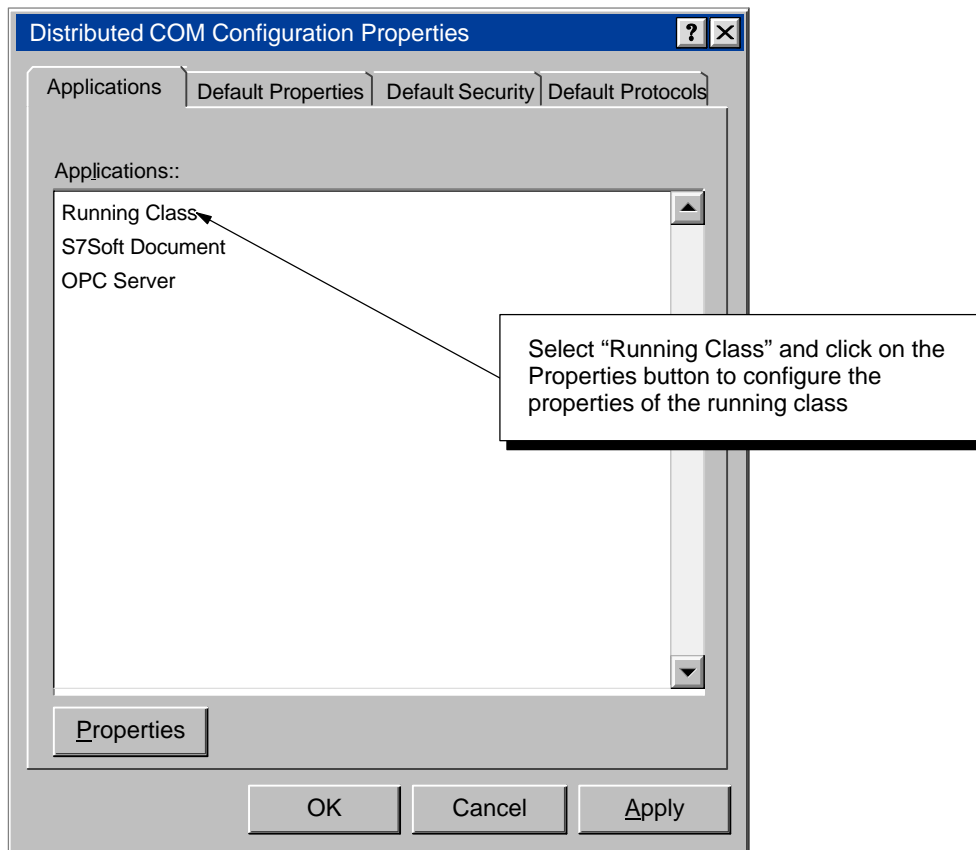 Distributed COM Configuration Properties
?
Applications
Default Properties
Default Security
Default Protocols
Applications::
Running Class
S7Soft Document
OPC Server
Select “Running Class” and click on the
Properties button to configure the
properties of the running class
Properties
OK
Cancel
Apply